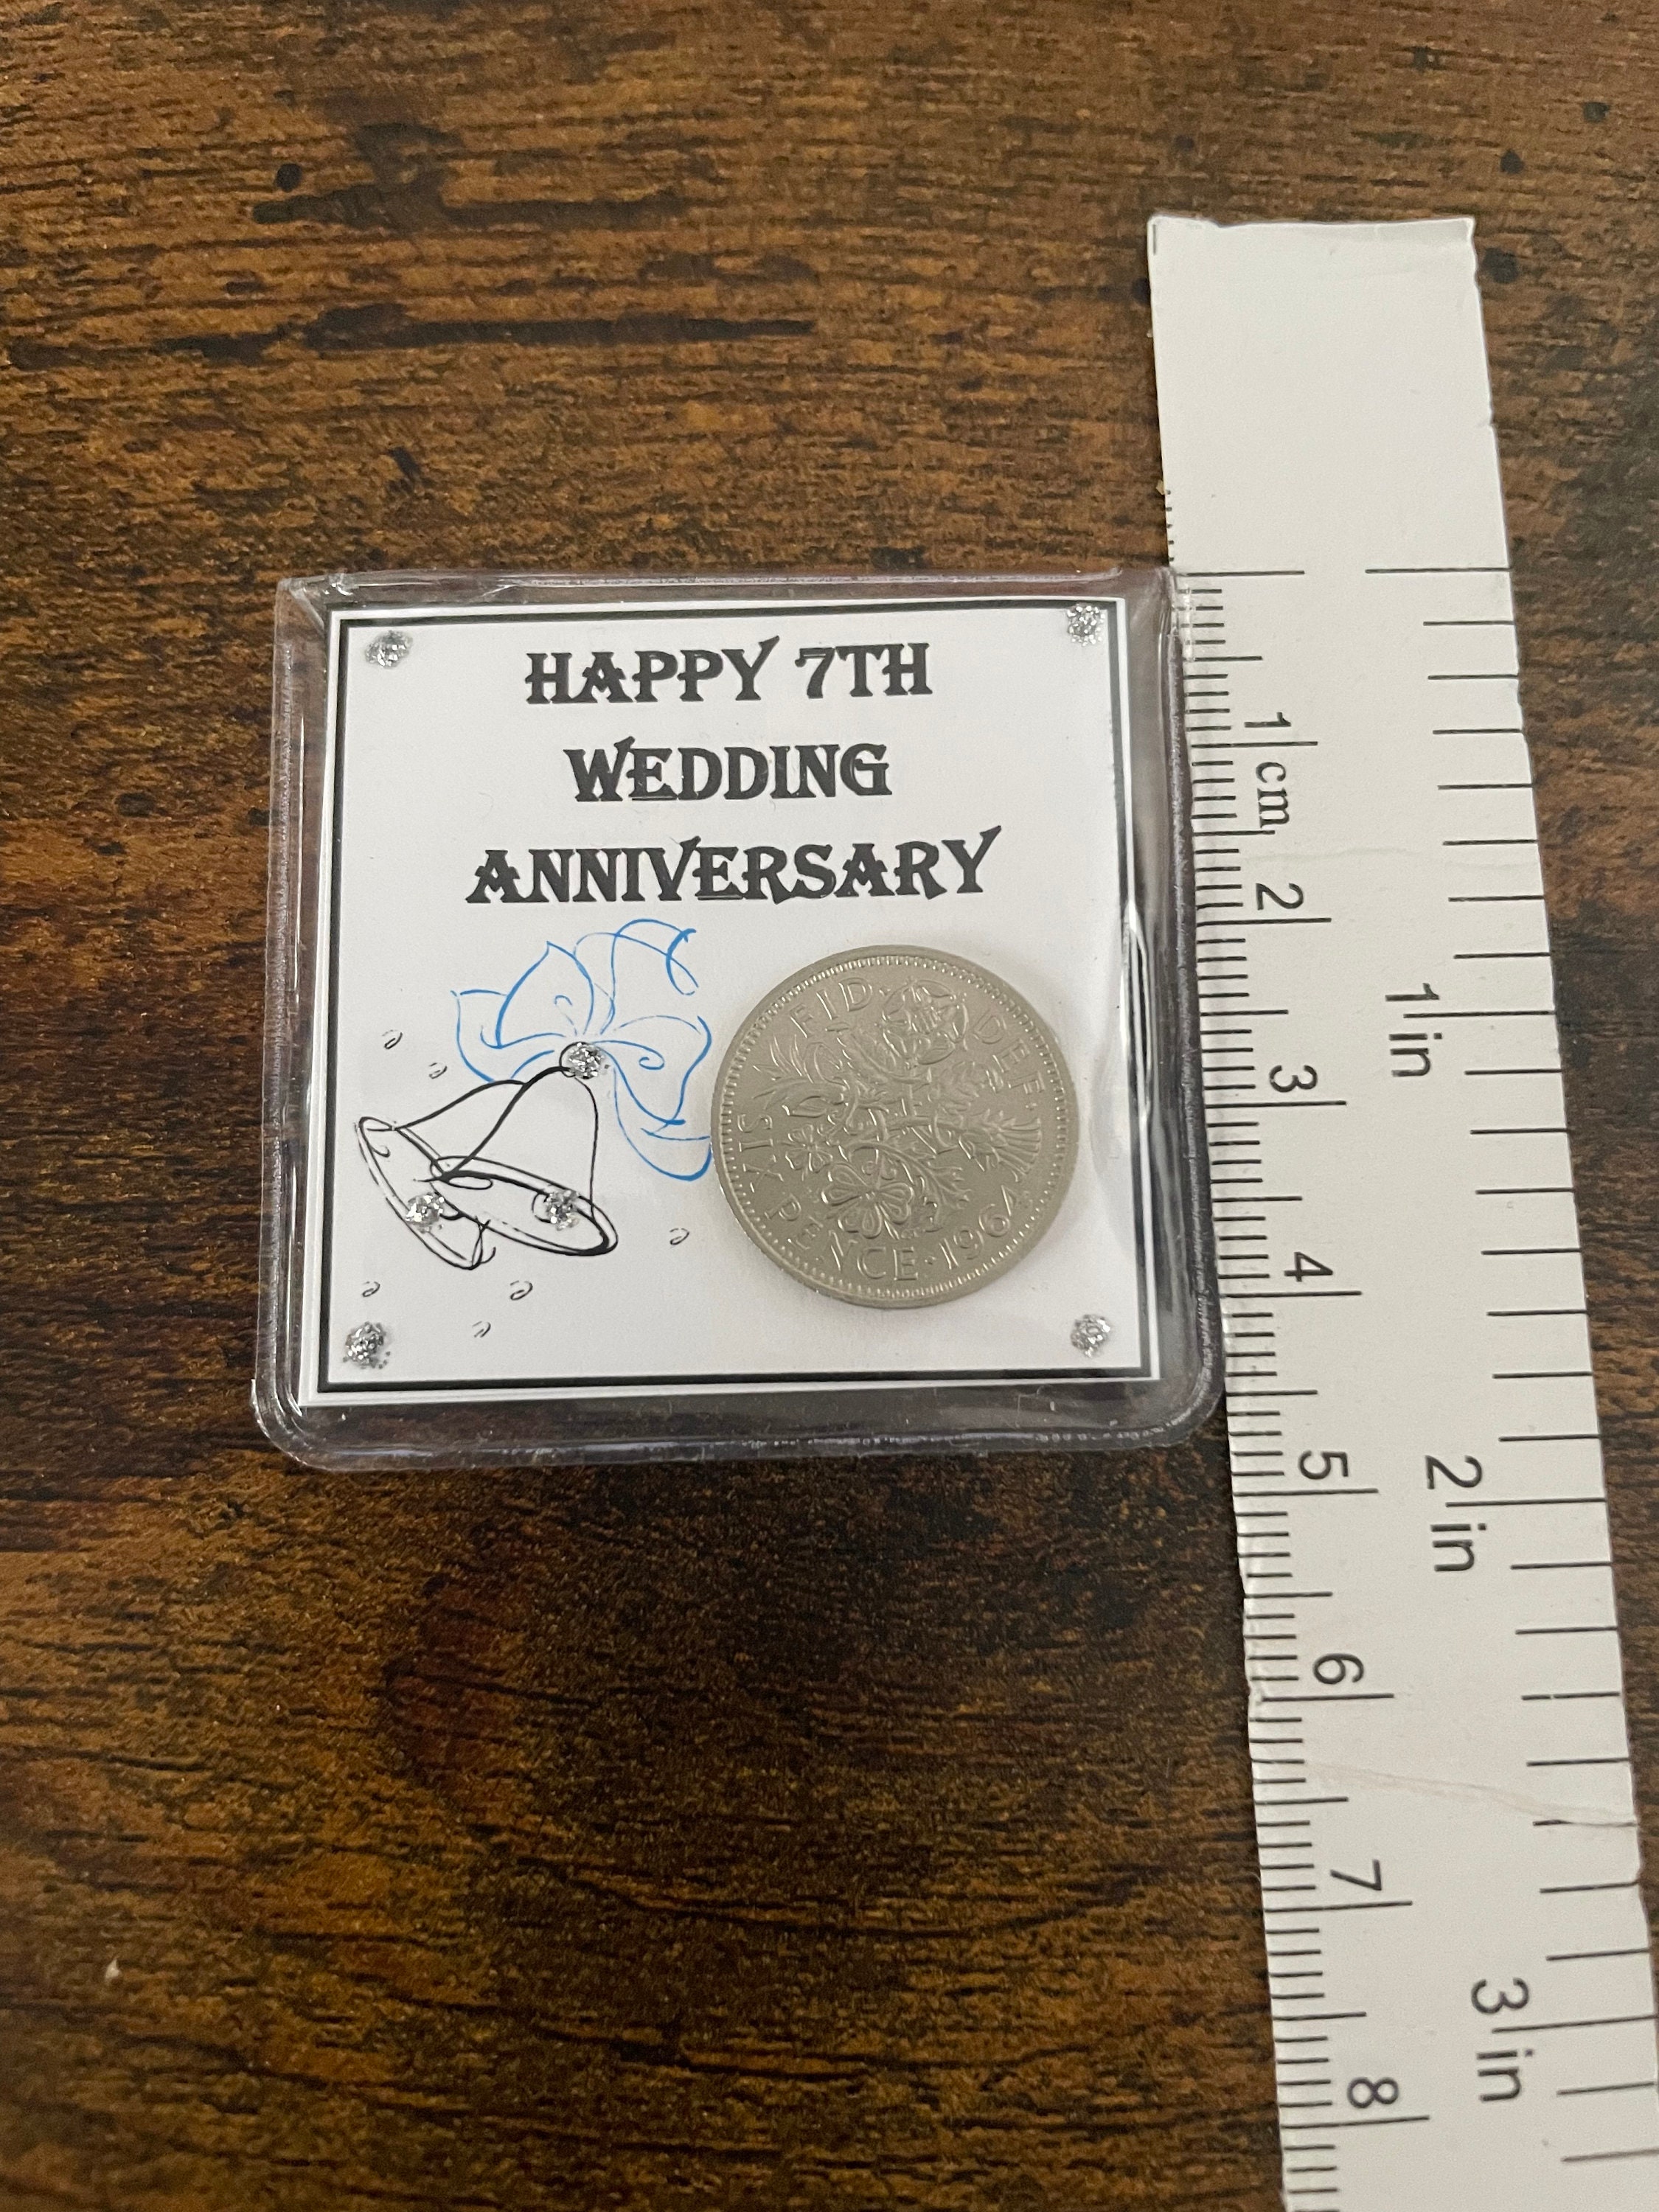 HAPPY 7TH
WEDDING
ANNIVERSARY
FID · DEF ·
SIX PENCE · 1964
1 cm
2
3
4
5
6
7
8
1 in
2 in
3 in